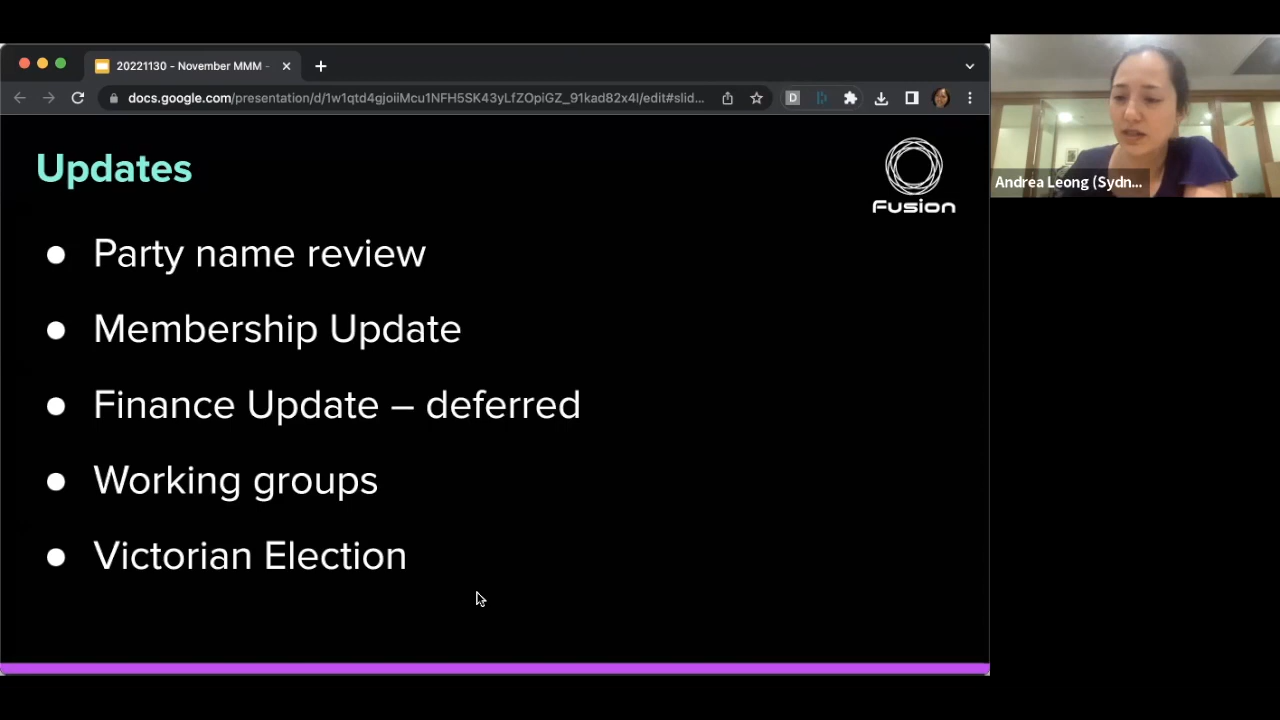 20221130 - November MMM -
docs.google.com/presentation/d/1w1qtd4gjoiiMcu1NFH5SK43yLfZOpiGZ_91kad82x4I/edit#slid...
D
Updates
Fusion
Party name review
Membership Update
Finance Update – deferred
Working groups
Victorian Election
Andrea Leong (Sydn...